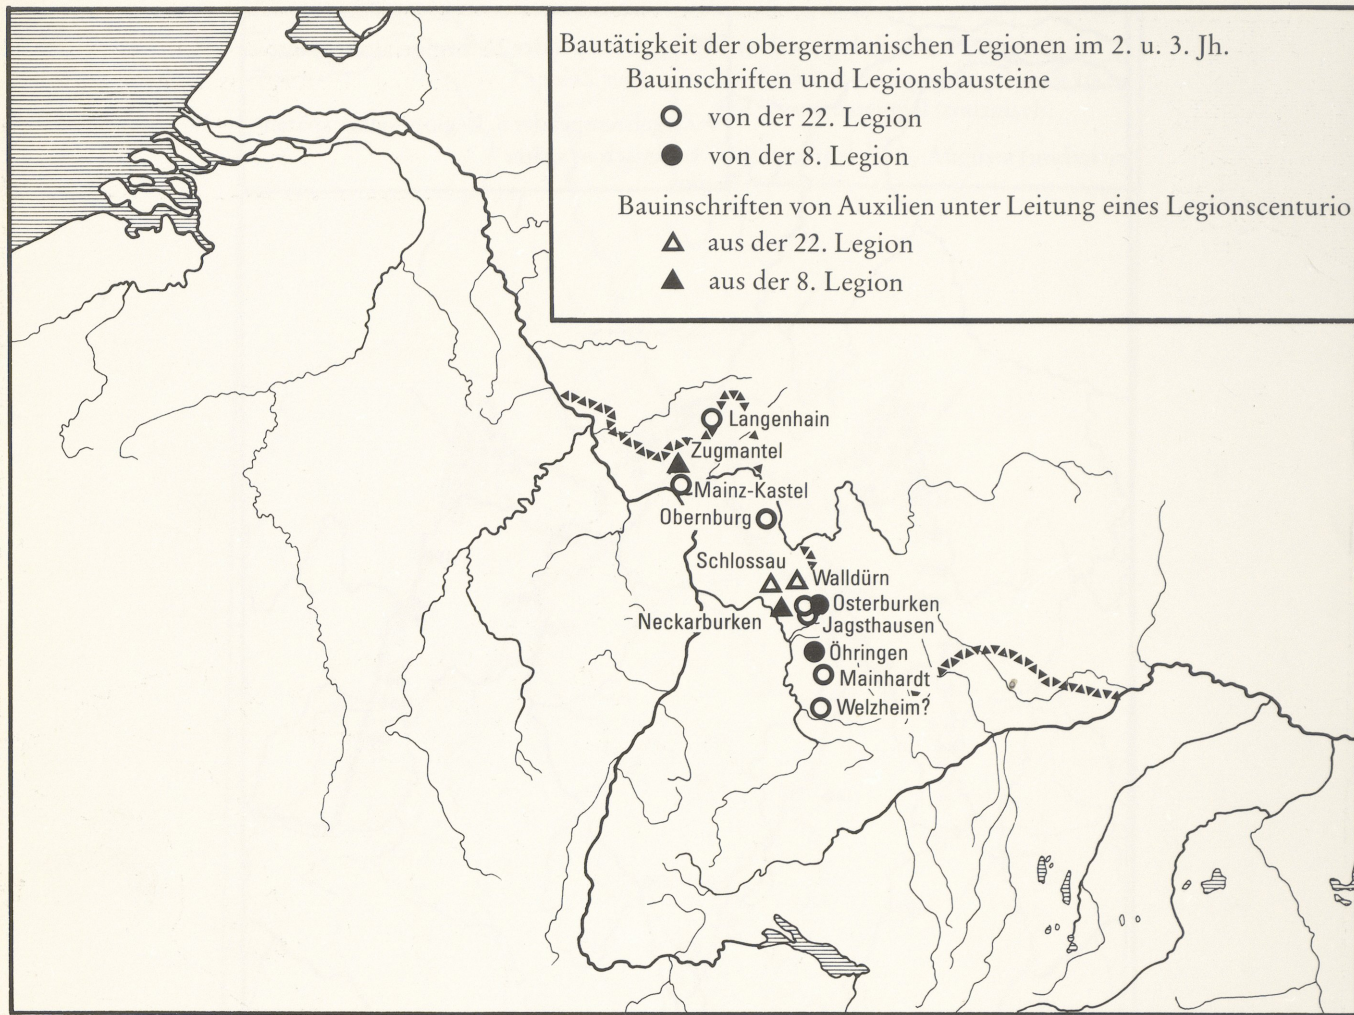 Bautätigkeit der obergermanischen Legionen im 2. u. 3. Jh.
Bauinschriften und Legionsbausteine
von der 22. Legion
von der 8. Legion
Bauinschriften von Auxilien unter Leitung eines Legionscenturio
aus der 22. Legion
aus der 8. Legion
Langenhain
Zugmantel
Mainz-Kastel
Obernburg
Schlossau
Walldürn
Osterburken
Neckarburken
Jagsthausen
Öhringen
Mainhardt
Welzheim?